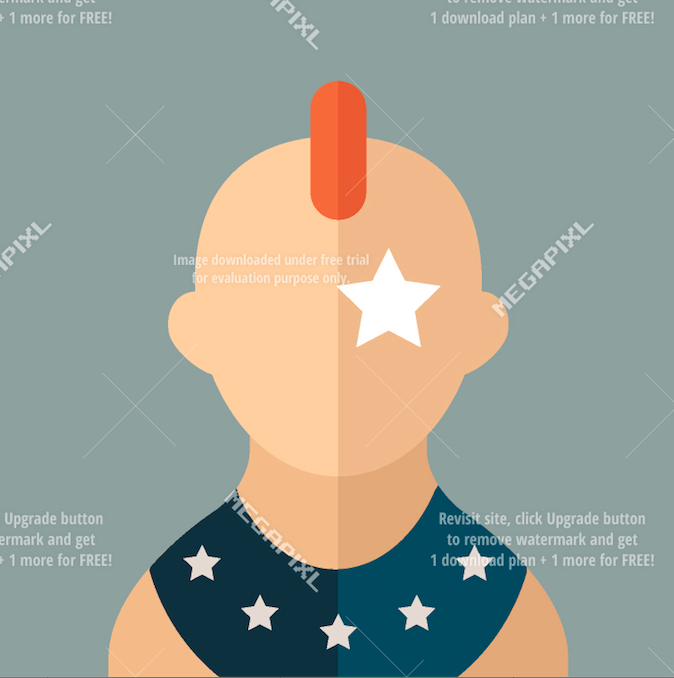 to remove watermark and get
+ 1 more for FREE!
1 download plan + 1 more for FREE!
MEGAPIXL
Image downloaded under free trial
for evaluation purpose only.
MEGAPIXL
Upgrade button
and get
+ 1 more for FREE!
MEGAPIXL
Revisit site, click Upgrade button
to remove watermark and get
1 download plan + 1 more for FREE!